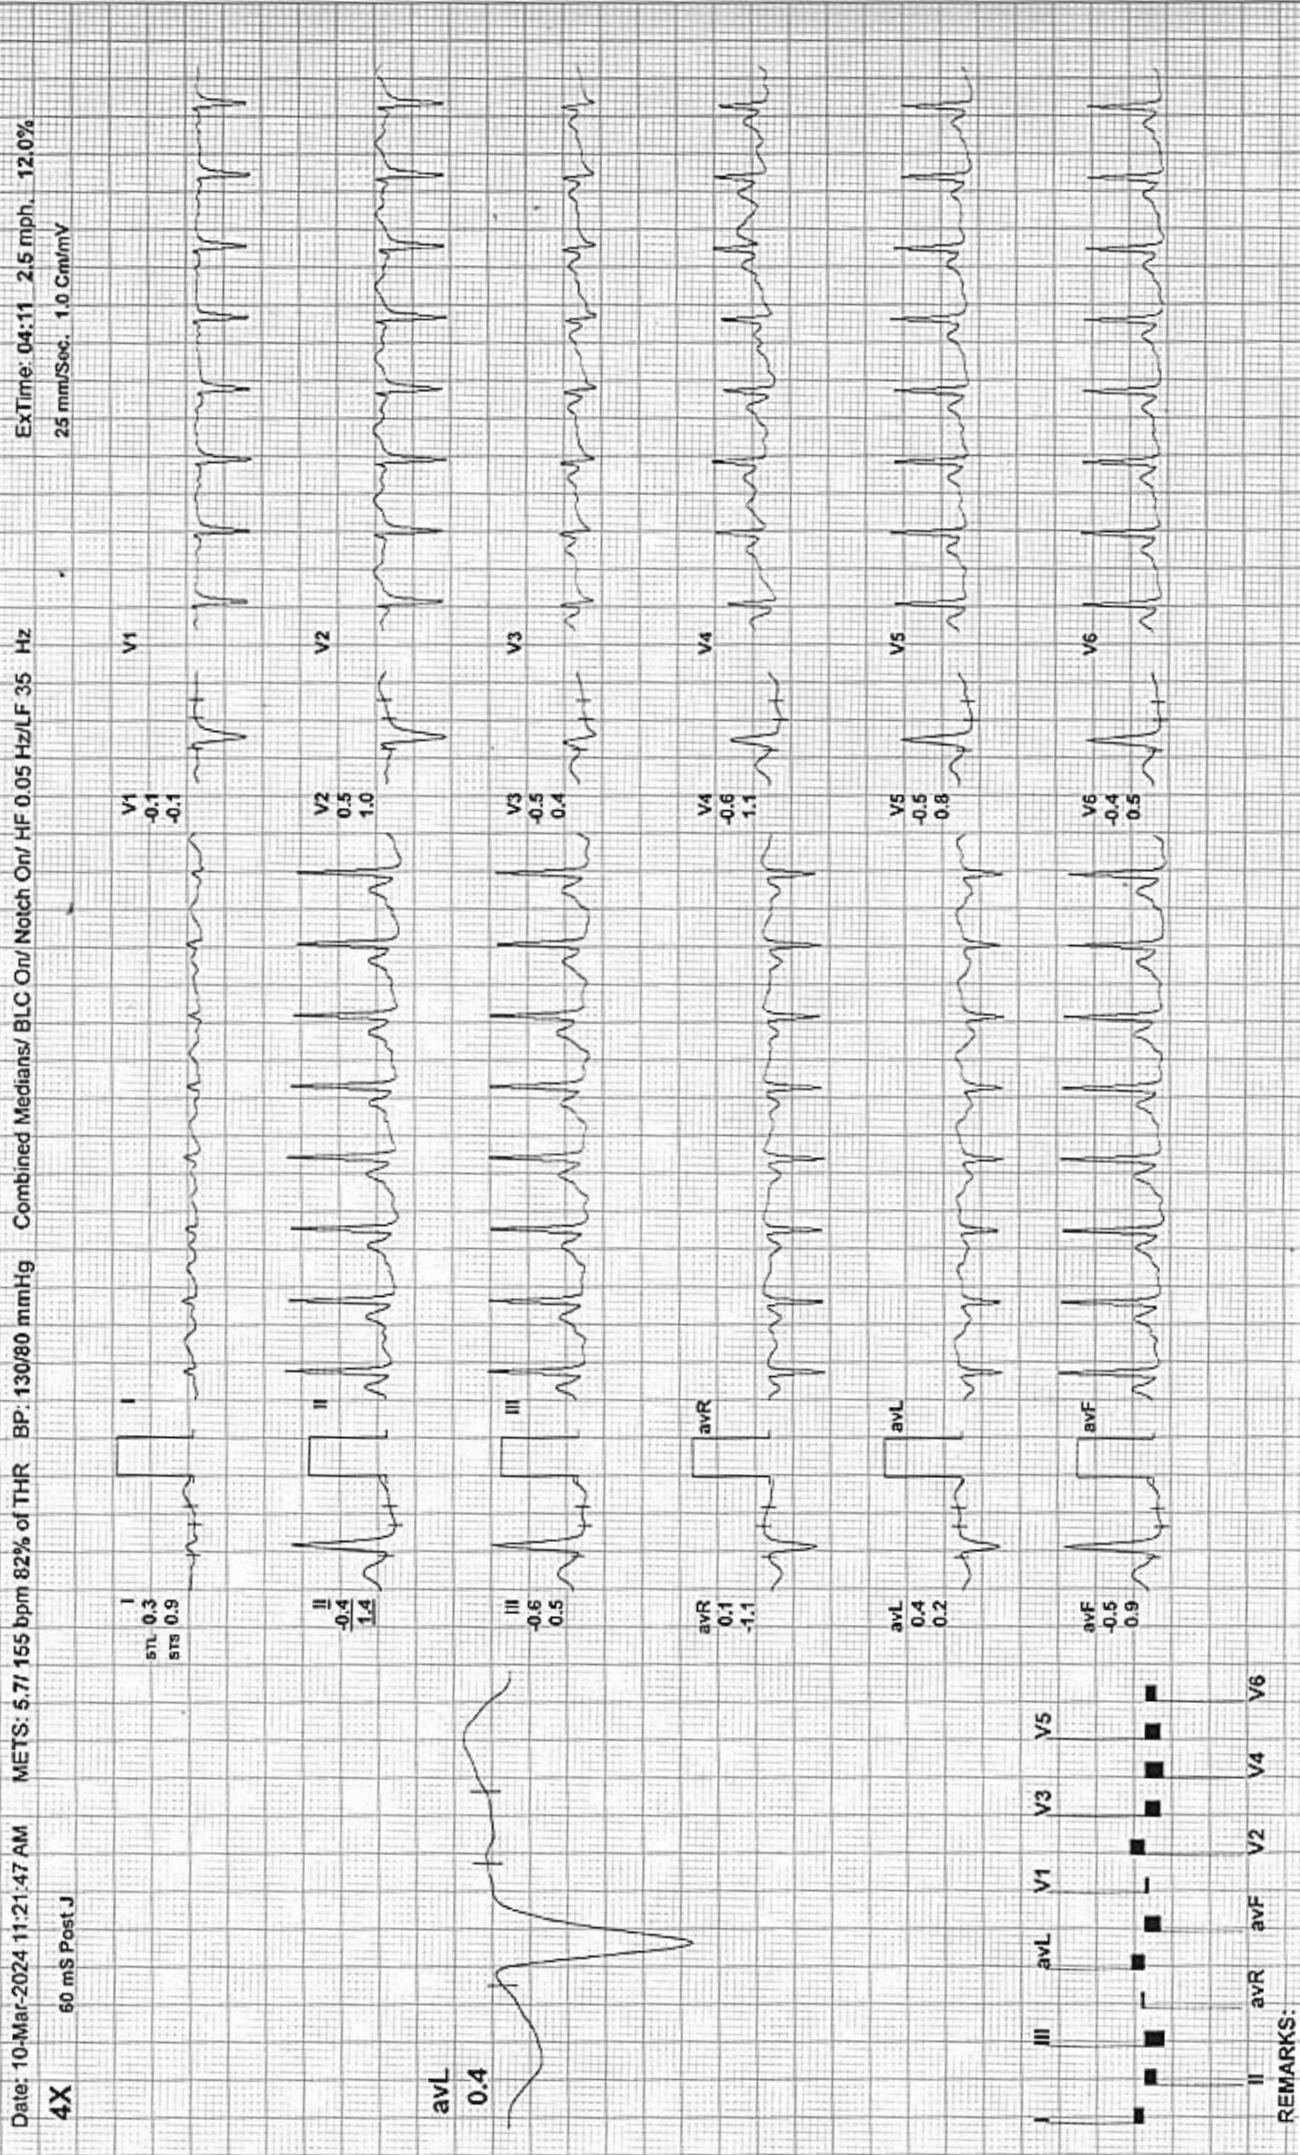 Date: 10-Mar-2024 11:21:47 AM METS: 5.7/ 155 bpm 82% of THR BP: 130/80 mmHg Combined Medians/ BLC On/ Notch On/ HF 0.05 Hz/LF 35 Hz ExTime: 04:11 2.5 mph, 12.0%
4X 60 mS Post J 25 mm/Sec. 1.0 Cm/mV
avL
0.4
I
STL 0.3
STS 0.9
I
V1
-0.1
-0.1
V1
II
-0.4
1.4
II
V2
0.5
1.0
V2
III
-0.6
0.5
III
V3
-0.5
0.4
V3
avR
0.1
-1.1
avR
V4
-0.6
1.1
V4
avL
0.4
0.2
avL
V5
-0.5
0.8
V5
avF
-0.5
0.9
avF
V6
-0.4
0.5
V6
III avL V1 V3 V5
I II avR avF V2 V4 V6
REMARKS: